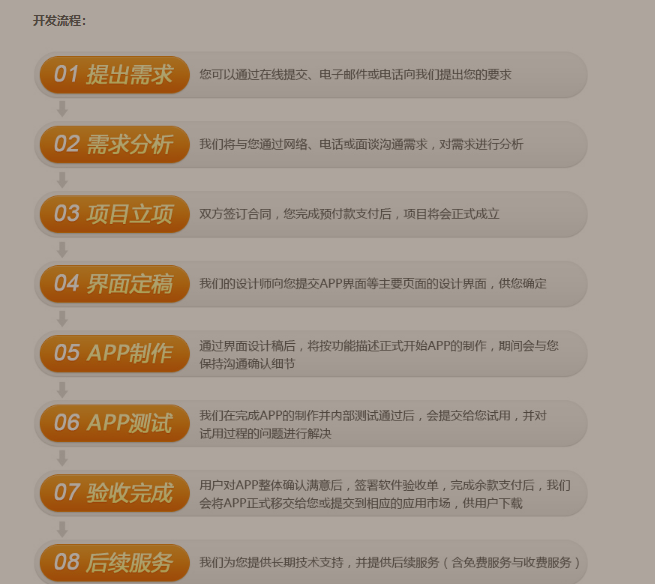 开发流程：
01 提出需求
您可以通过在线提交、电子邮件或电话向我们提出您的要求
02 需求分析
我们将与您通过网络、电话或面谈沟通需求，对需求进行分析
03 项目立项
双方签订合同，您完成预付款支付后，项目将会正式成立
04 界面定稿
我们的设计师向您提交APP界面等主要页面的设计界面，供您确定
05 APP制作
通过界面设计稿后，将按功能描述正式开始APP的制作，期间会与您
保持沟通确认细节
06 APP测试
我们在完成APP的制作并内部测试通过后，会提交给您试用，并对
试用过程的问题进行解决
07 验收完成
用户对APP整体确认满意后，签署软件验收单，完成余款支付后，我们
会将APP正式移交给您或提交到相应的应用市场，供用户下载
08 后续服务
我们为您提供长期技术支持，并提供后续服务（含免费服务与收费服务）